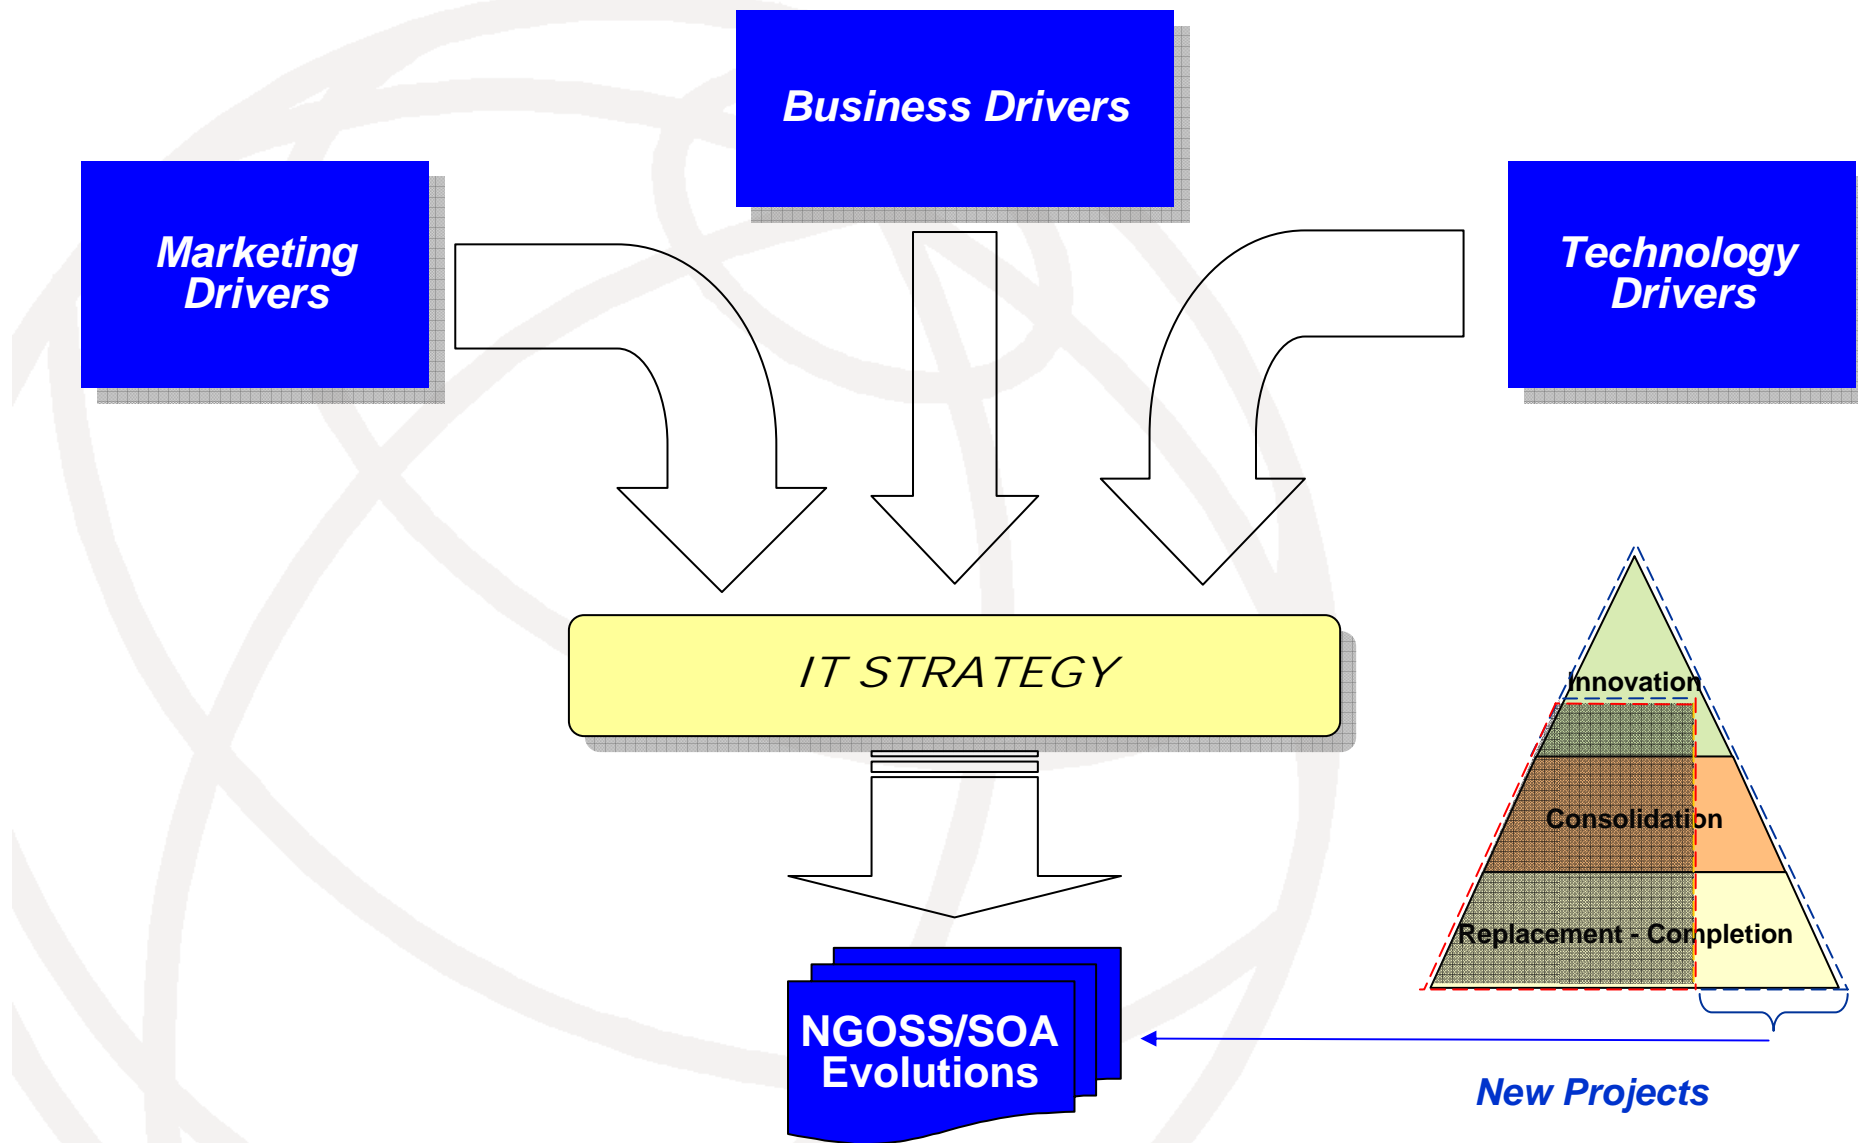 Business Drivers
Marketing
Drivers
Technology
Drivers
IT STRATEGY
Innovation
Consolidation
Replacement - Completion
NGOSS/SOA
Evolutions
New Projects